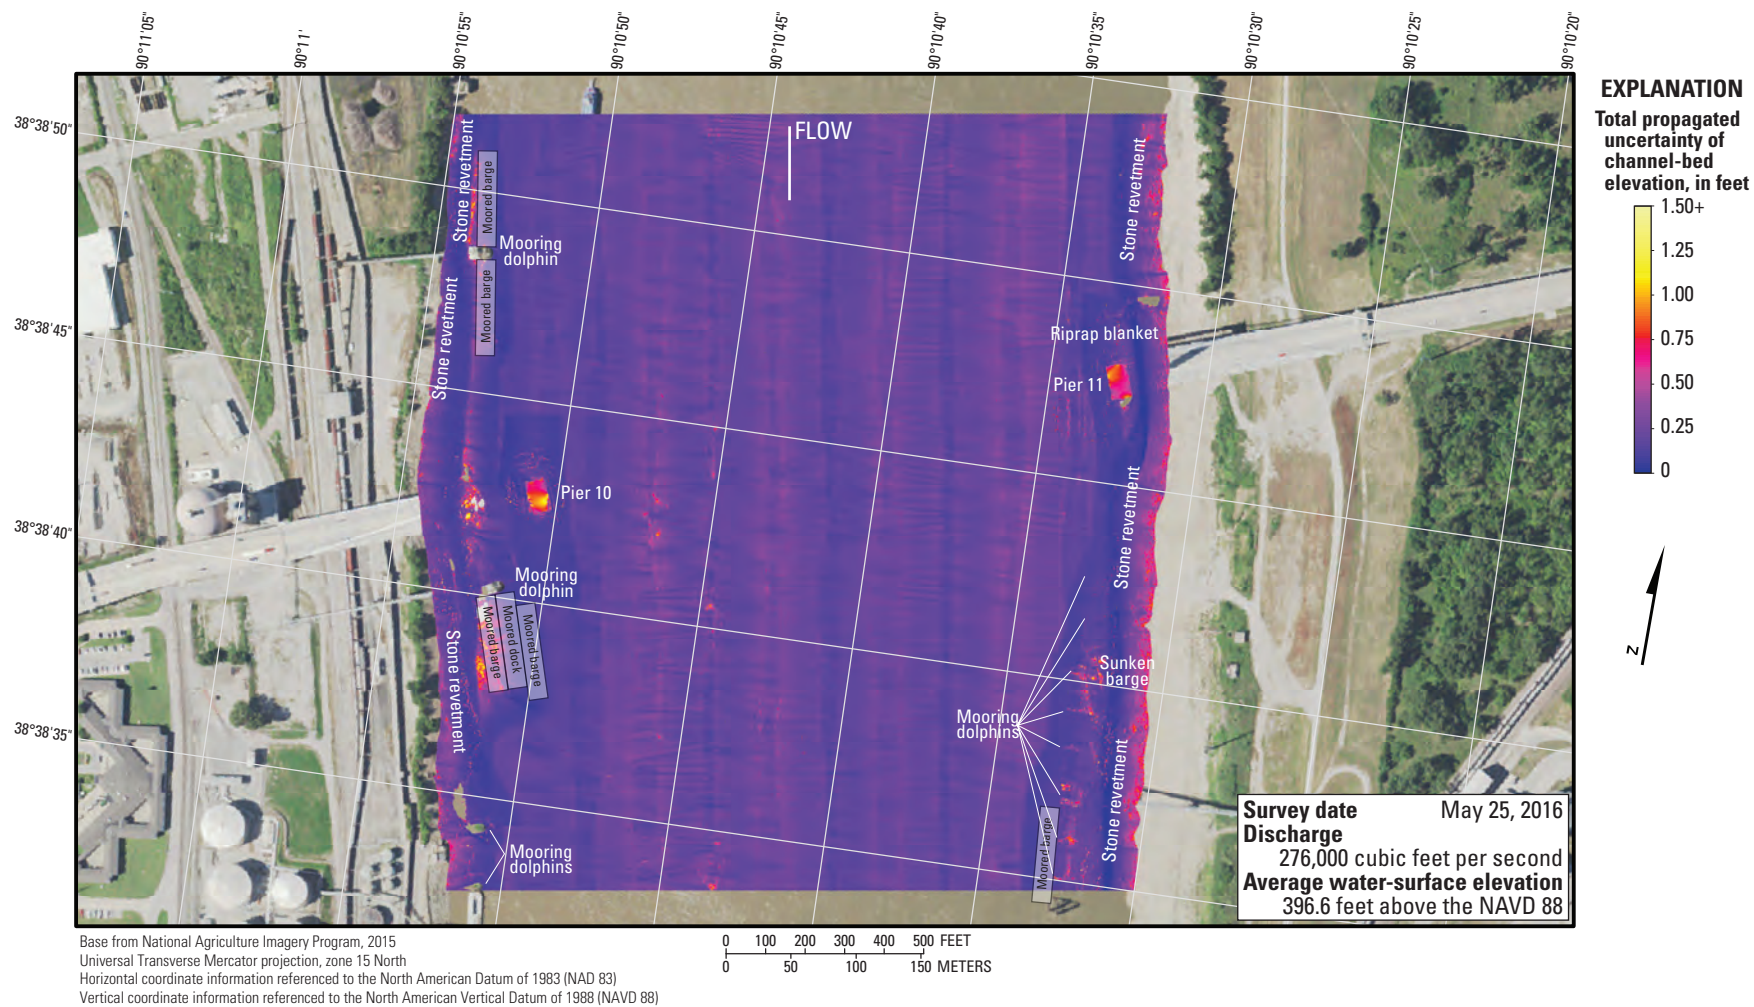 90°11'05"
90°11'
90°10'55"
90°10'50"
90°10'45"
90°10'40"
90°10'35"
90°10'30"
90°10'25"
90°10'20"
38°38'50"
38°38'45"
38°38'40"
38°38'35"
FLOW
Stone revetment
Moored barge
Mooring
dolphin
Moored barge
Stone revetment
Stone revetment
Riprap blanket
Pier 11
Pier 10
Stone revetment
Mooring
dolphin
Moored barge
Moored dock
Moored barge
Stone revetment
Sunken
barge
Mooring
dolphins
Stone revetment
Moored barge
Mooring
dolphins
EXPLANATION
Total propagated
uncertainty of
channel-bed
elevation, in feet
1.50+
1.25
1.00
0.75
0.50
0.25
0
N
Survey date May 25, 2016
Discharge
276,000 cubic feet per second
Average water-surface elevation
396.6 feet above the NAVD 88
Base from National Agriculture Imagery Program, 2015
Universal Transverse Mercator projection, zone 15 North
Horizontal coordinate information referenced to the North American Datum of 1983 (NAD 83)
Vertical coordinate information referenced to the North American Vertical Datum of 1988 (NAVD 88)
0 100 200 300 400 500 FEET
0 50 100 150 METERS